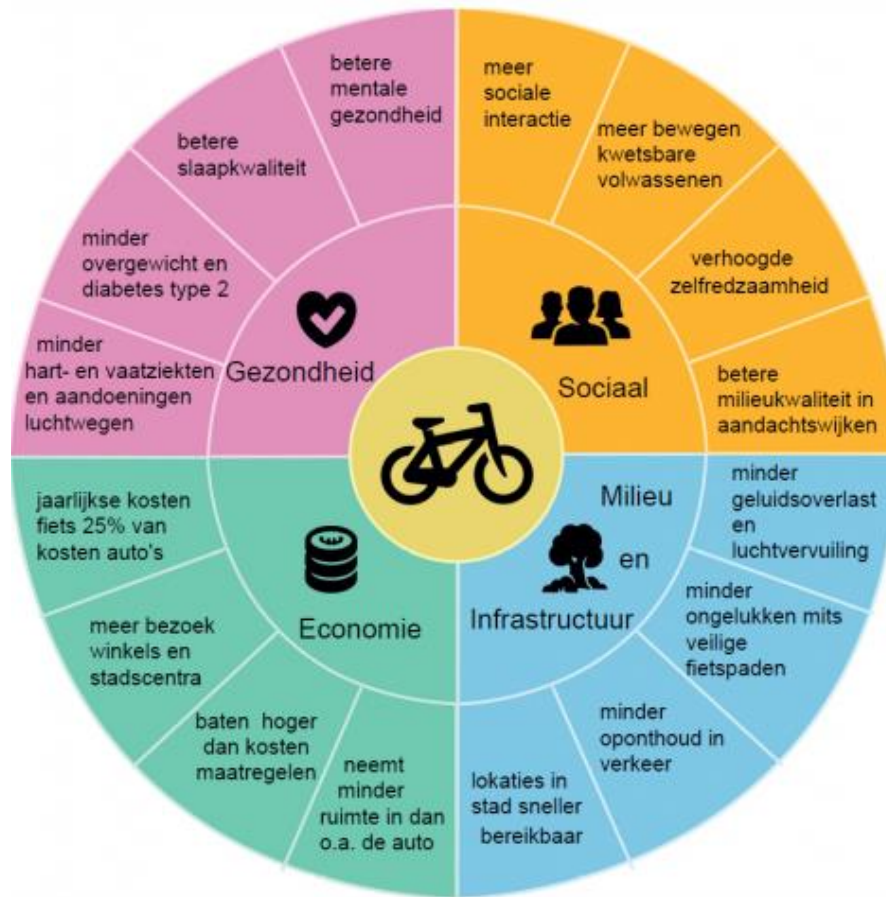 betere
mentale
gezondheid
betere
slaapkwaliteit
minder
overgewicht en
diabetes type 2
minder
hart- en vaatziekten
en aandoeningen
luchtwegen
Gezondheid
meer
sociale
interactie
meer bewegen
kwetsbare
volwassenen
verhoogde
zelfredzaamheid
betere
milieukwaliteit in
aandachtswijken
Sociaal
jaarlijkse kosten
fiets 25% van
kosten auto's
meer bezoek
winkels en
stadscentra
baten hoger
dan kosten
maatregelen
neemt
minder
ruimte in dan
o.a. de auto
Economie
Milieu
en
Infrastructuur
minder
geluidsoverlast
en
luchtvervuiling
minder
ongelukken mits
veilige
fietspaden
minder
oponthoud in
verkeer
lokaties in
stad sneller
bereikbaar